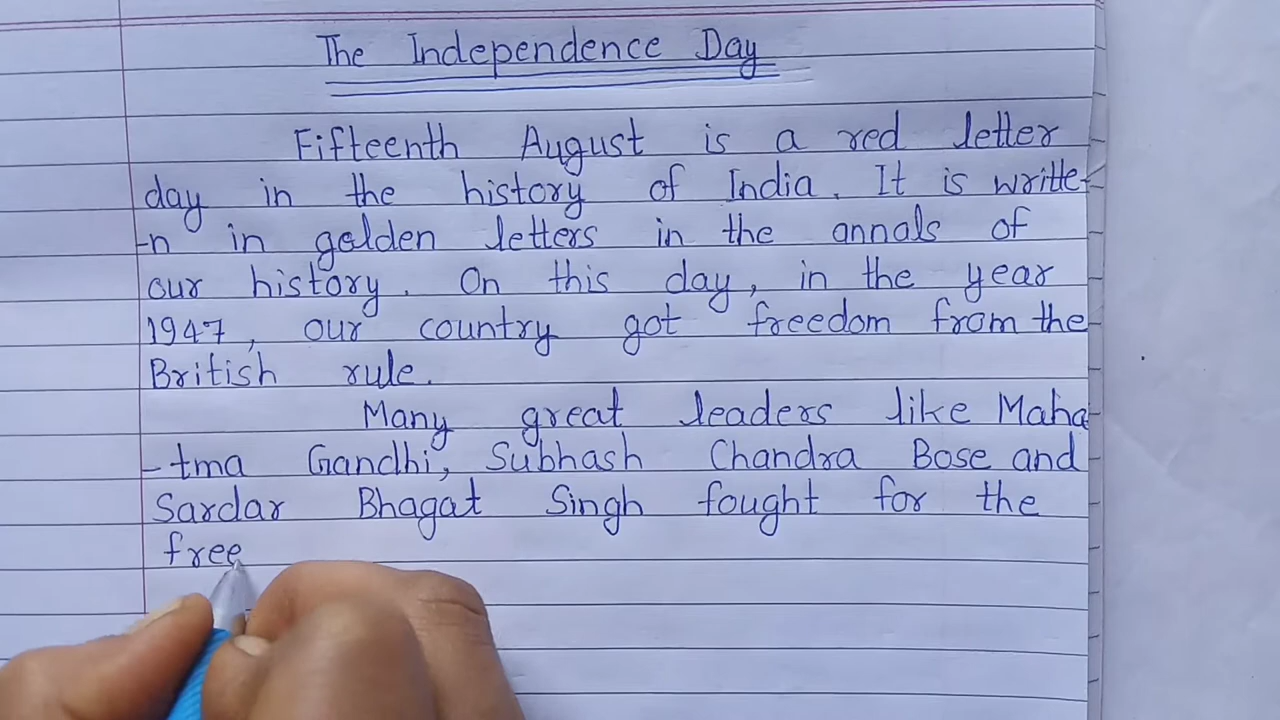 The Independence Day
Fifteenth August is a red letter
day in the history of India. It is writte-
-n in golden letters in the annals of
our history. On this day, in the year
1947, our country got freedom from the
British rule.
Many great leaders like Maha-
-tma Gandhi, Subhash Chandra Bose and
Sardar Bhagat Singh fought for the
free